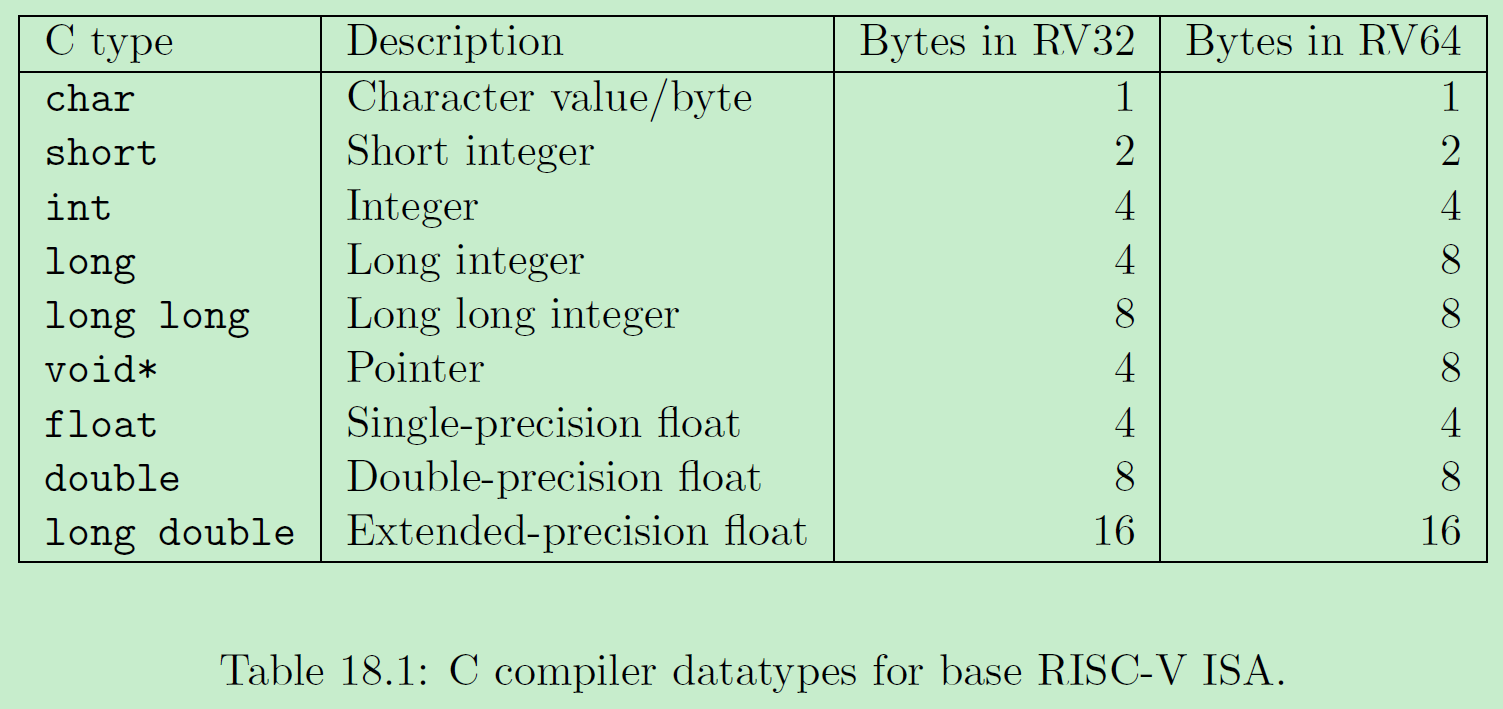 C type Description Bytes in RV32 Bytes in RV64
char Character value/byte 1 1
short Short integer 2 2
int Integer 4 4
long Long integer 4 8
long long Long long integer 8 8
void* Pointer 4 8
float Single-precision float 4 4
double Double-precision float 8 8
long double Extended-precision float 16 16
Table 18.1: C compiler datatypes for base RISC-V ISA.